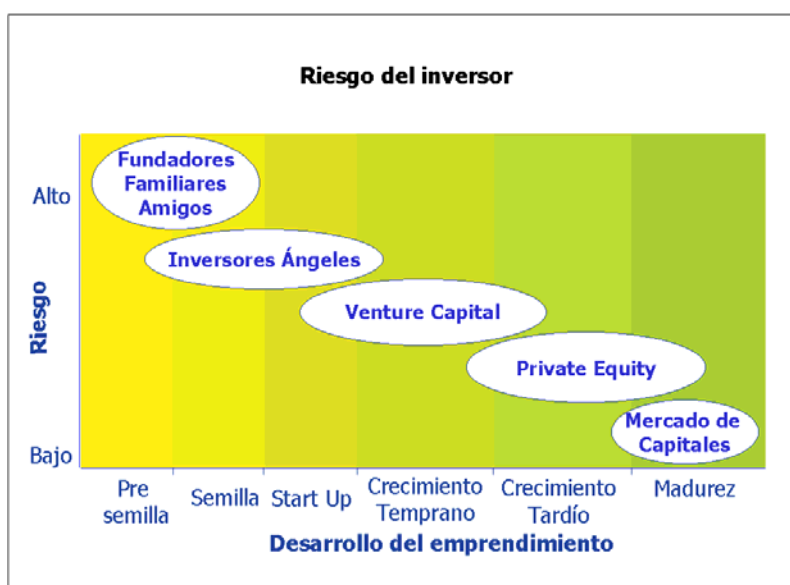 Riesgo del inversor
Fundadores
Familiares
Amigos
Alto
Inversores Ángeles
Venture Capital
Riesgo
Private Equity
Mercado de
Capitales
Bajo
Pre
semilla
Semilla
Start Up
Crecimiento
Temprano
Crecimiento
Tardío
Madurez
Desarrollo del emprendimiento